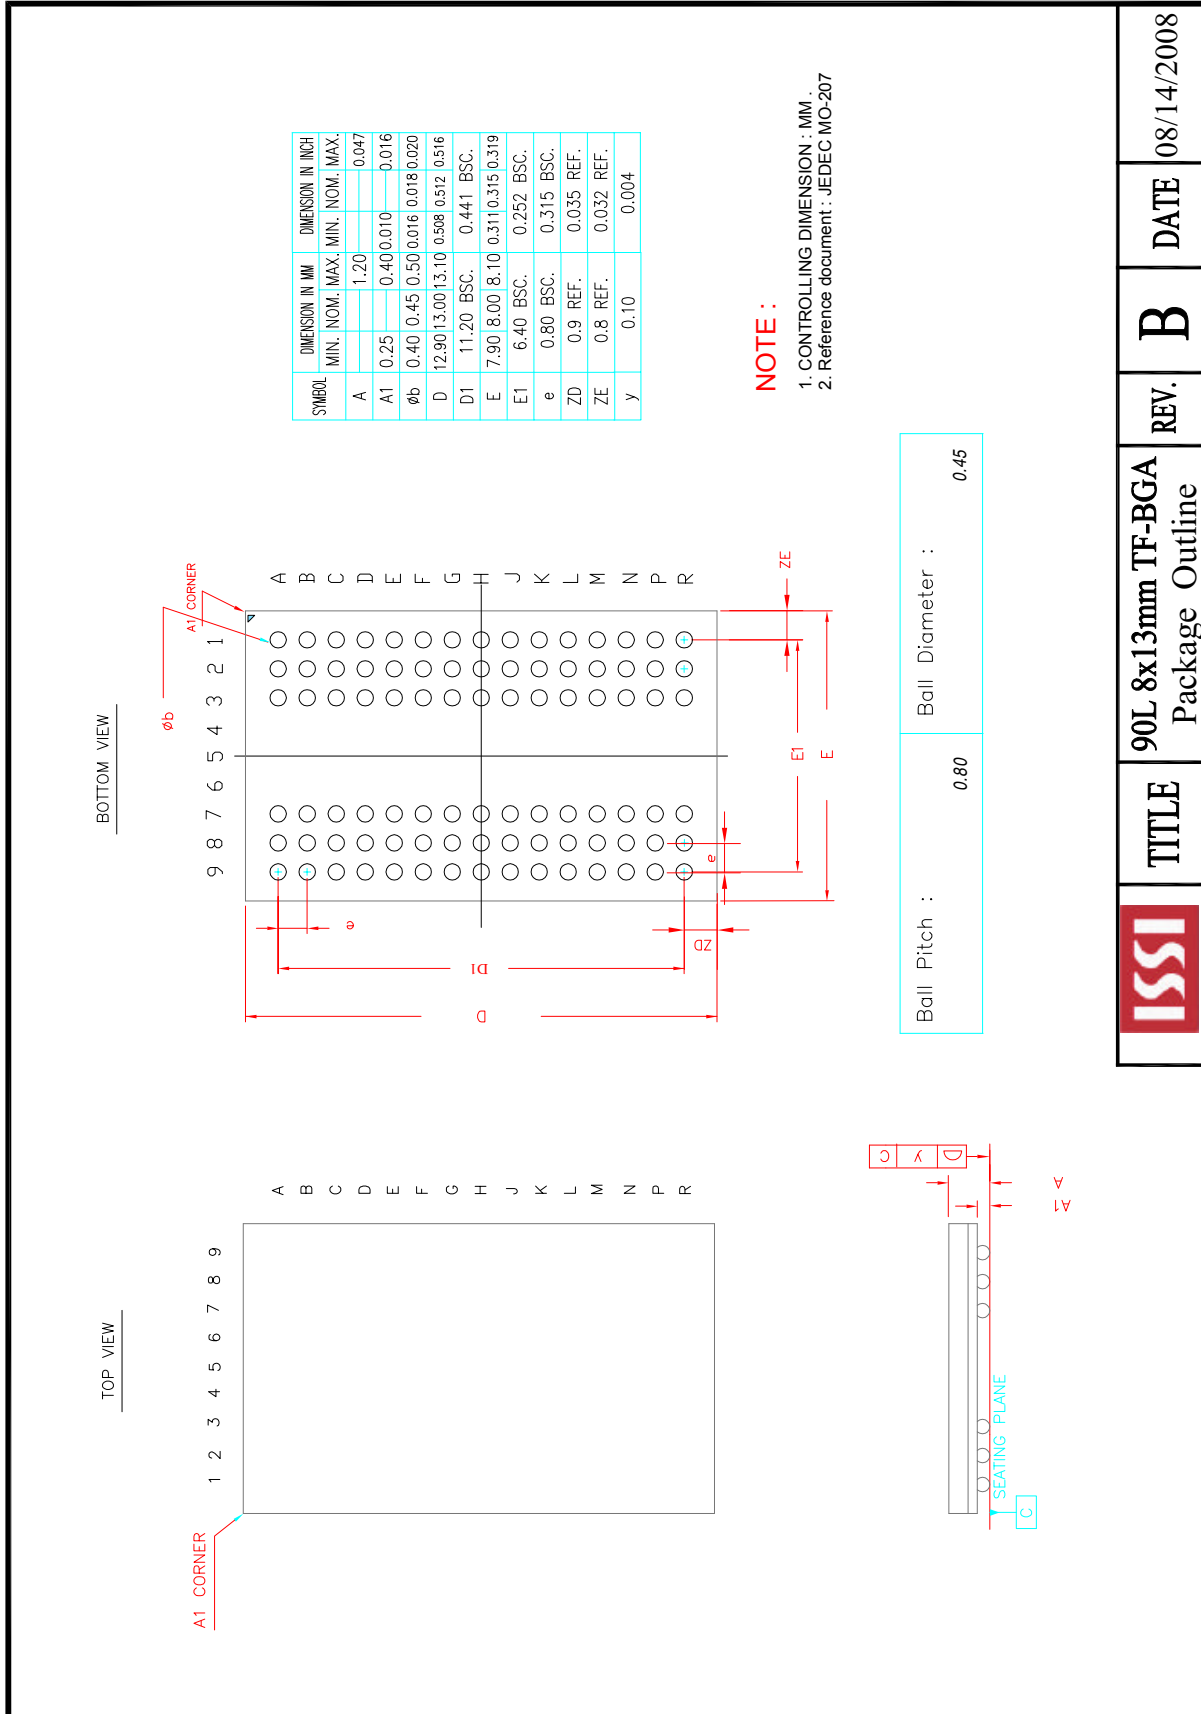 TOP VIEW
A1 CORNER
1 2 3 4 5 6 7 8 9
A
B
C
D
E
F
G
H
J
K
L
M
N
P
R
BOTTOM VIEW
øb
A1 CORNER
9 8 7 6 5 4 3 2 1
A
B
C
D
E
F
G
H
J
K
L
M
N
P
R
e
D1
D
ZD
e
E1
E
ZE
SYMBOL DIMENSION IN MM DIMENSION IN INCH
MIN. NOM. MAX. MIN. NOM. MAX.
A 1.20 0.047
A1 0.25 0.40 0.010 0.016
øb 0.40 0.45 0.50 0.016 0.018 0.020
D 12.90 13.00 13.10 0.508 0.512 0.516
D1 11.20 BSC. 0.441 BSC.
E 7.90 8.00 8.10 0.311 0.315 0.319
E1 6.40 BSC. 0.252 BSC.
e 0.80 BSC. 0.315 BSC.
ZD 0.9 REF. 0.035 REF.
ZE 0.8 REF. 0.032 REF.
y 0.10 0.004
NOTE :
1. CONTROLLING DIMENSION : MM .
2. Reference document : JEDEC MO-207
SEATING PLANE
C
D y C
A
A1
Ball Pitch : 0.80 Ball Diameter : 0.45
ISSI
TITLE
90L 8x13mm TF-BGA
Package Outline
REV.
B
DATE
08/14/2008